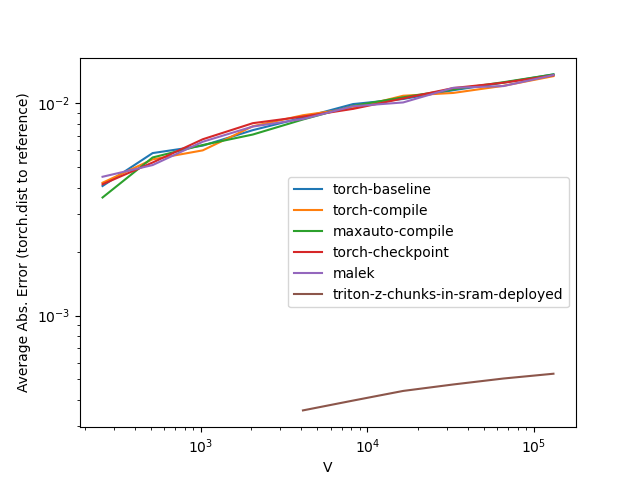 10⁻²
10⁻³
Average Abs. Error (torch.dist to reference)
torch-baseline
torch-compile
maxauto-compile
torch-checkpoint
malek
triton-z-chunks-in-sram-deployed
10³ 10⁴ 10⁵
V